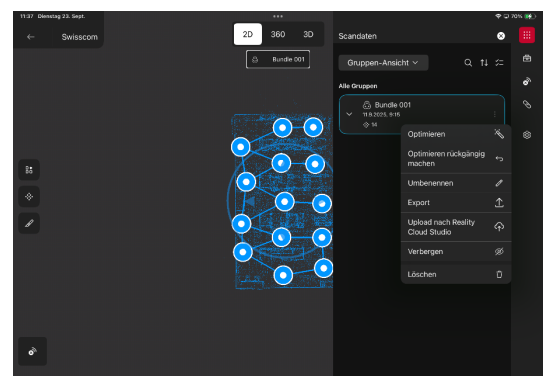 11:37 Dienstag 23. Sept.
70%
Swisscom
2D 360 3D
Bundle 001
Scandaten
Gruppen-Ansicht
Alle Gruppen
Bundle 001
11.9.2025, 9:15
14
Optimieren
Optimieren rückgängig
machen
Umbenennen
Export
Upload nach Reality
Cloud Studio
Verbergen
Löschen